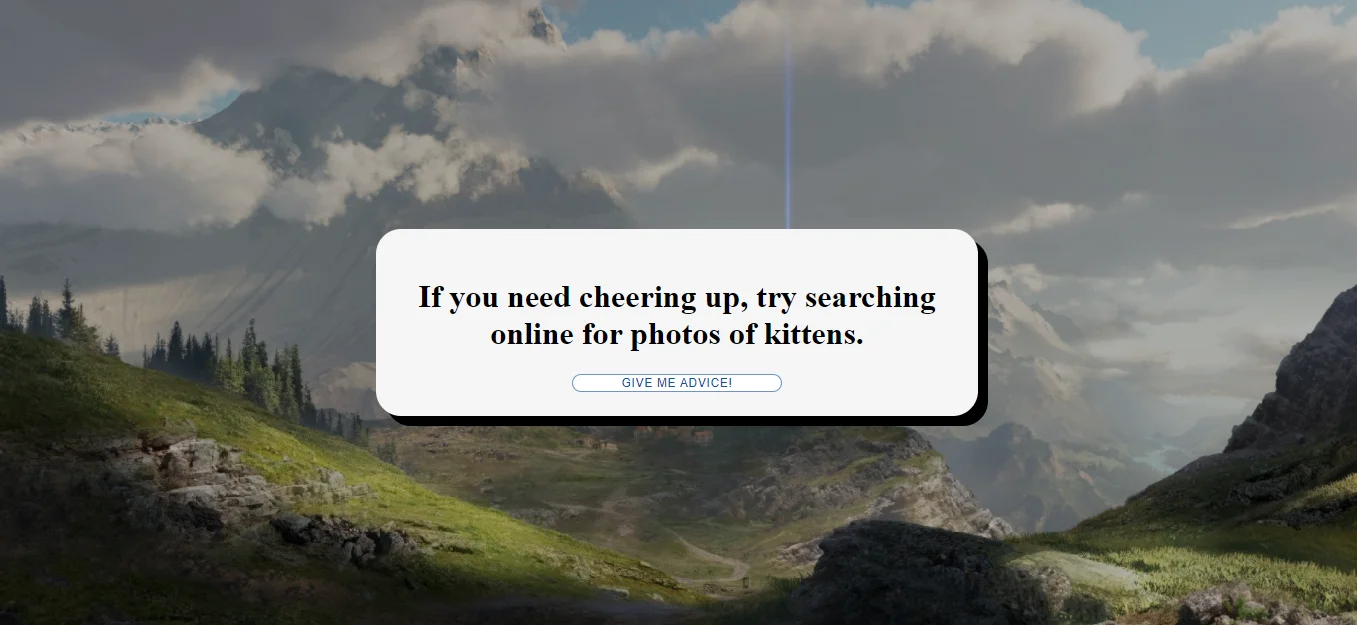 If you need cheering up, try searching
online for photos of kittens.
GIVE ME ADVICE!